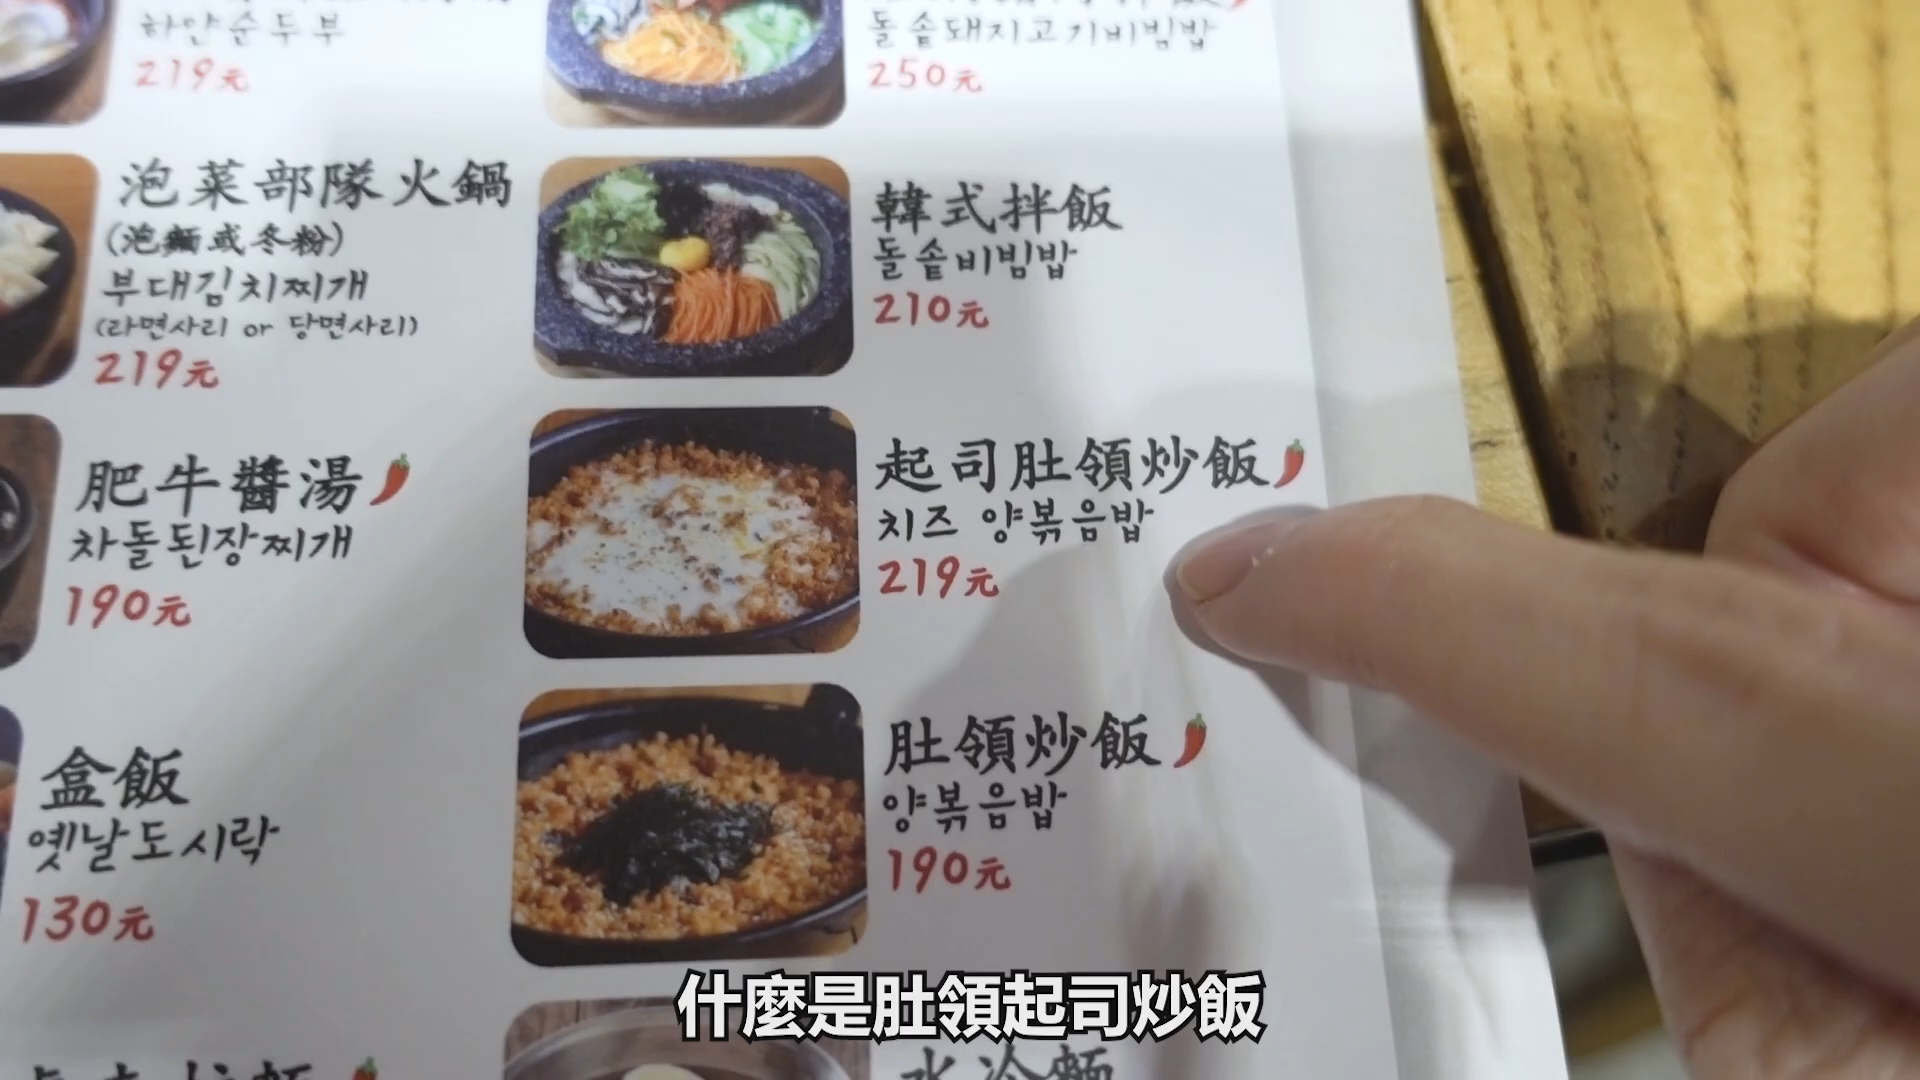 하얀순두부
219元
돌솥돼지고기비빔밥
250元
泡菜部隊火鍋
(泡麵或冬粉)
부대김치찌개
(라면사리 or 당면사리)
219元
韓式拌飯
돌솥비빔밥
210元
肥牛醬湯
차돌된장찌개
190元
起司肚領炒飯
치즈 양볶음밥
219元
盒飯
옛날도시락
130元
肚領炒飯
양볶음밥
190元
什麼是肚領起司炒飯
水冷麵